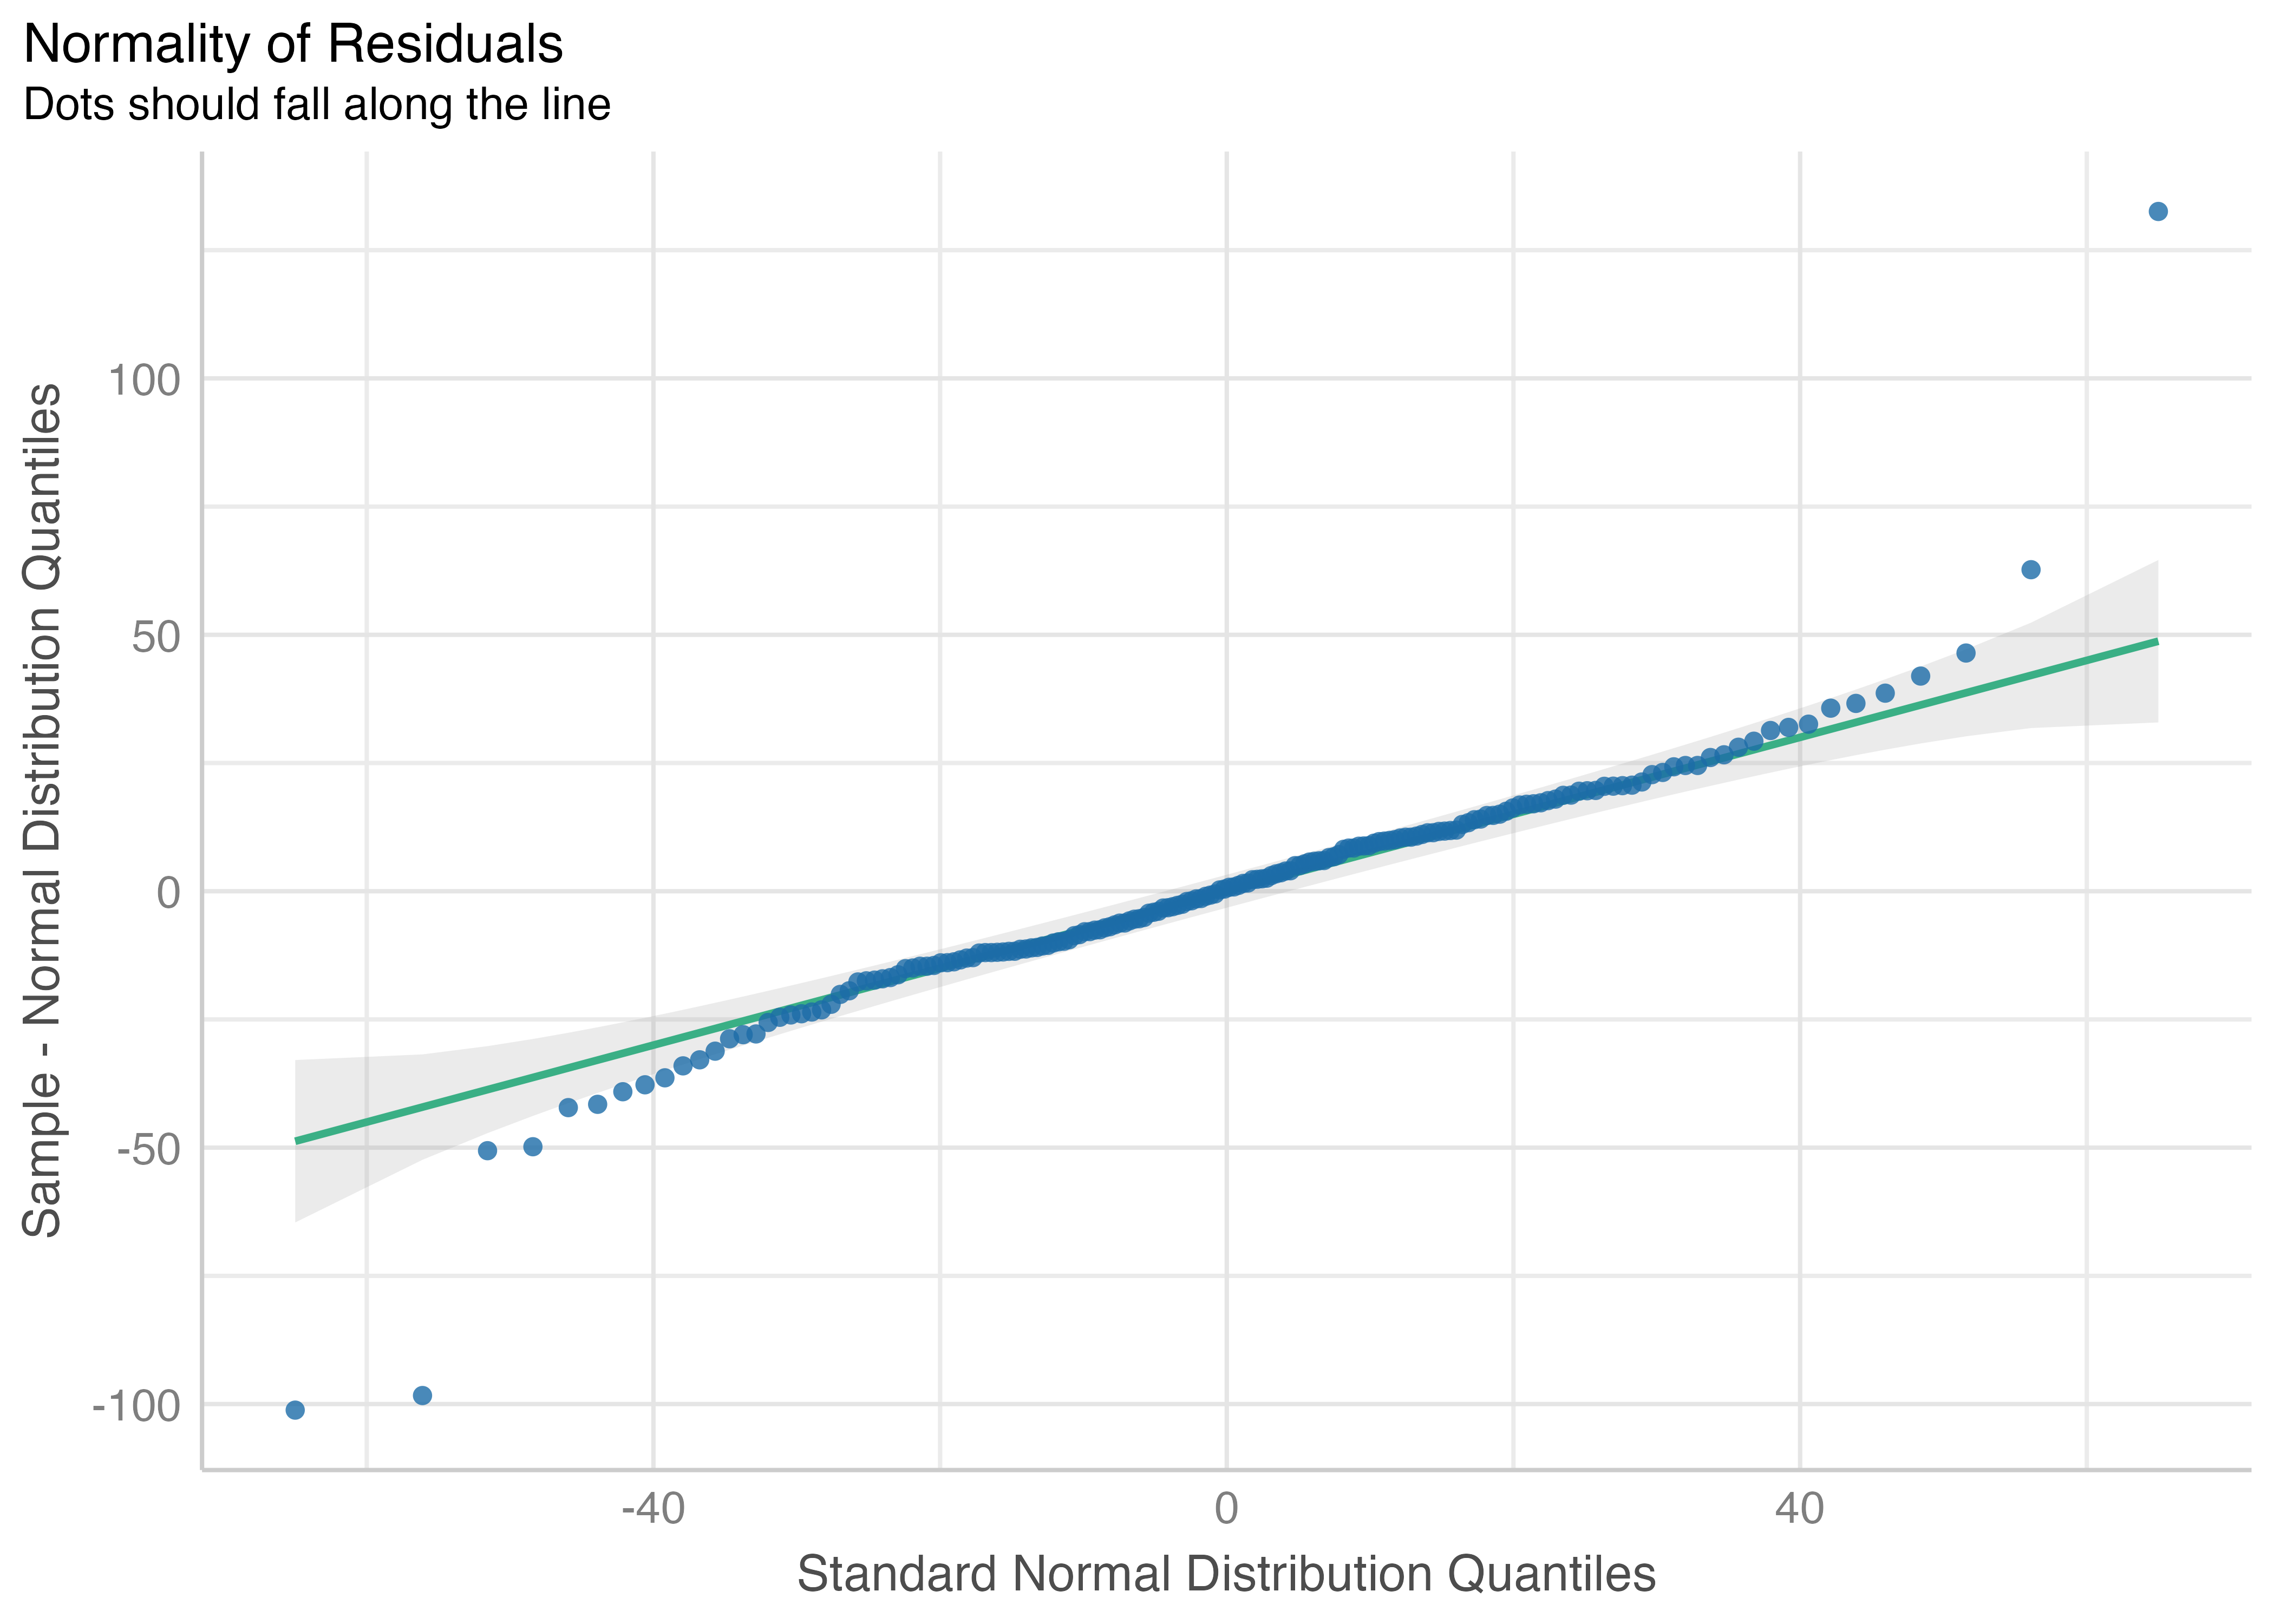 Normality of Residuals
Dots should fall along the line
Sample - Normal Distribution Quantiles
100
50
0
-50
-100
-40
0
40
Standard Normal Distribution Quantiles